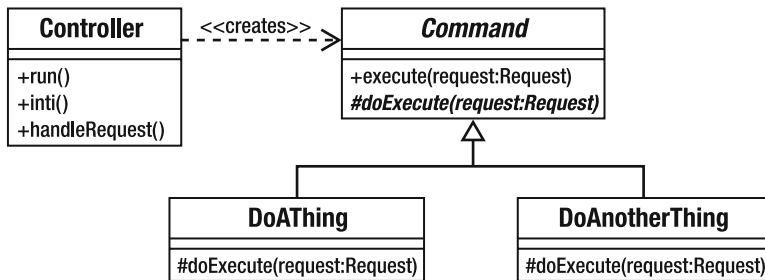 Controller
<<creates>>
Command
+run()
+inti()
+handleRequest()
+execute(request:Request)
#doExecute(request:Request)
DoAThing
DoAnotherThing
#doExecute(request:Request)
#doExecute(request:Request)